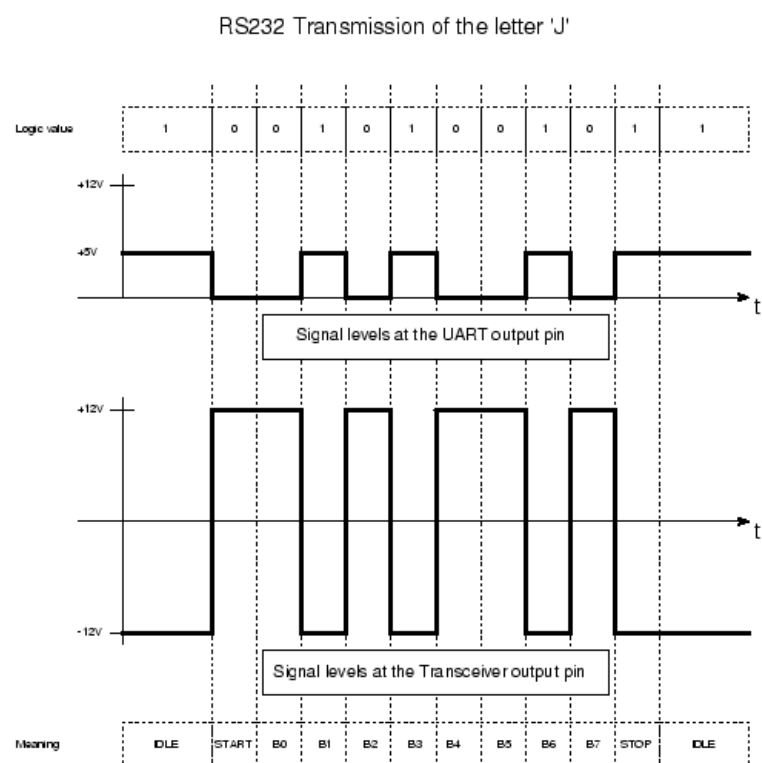 RS232 Transmission of the letter 'J'
Logic value 1 0 0 1 0 1 0 0 1 0 1 1
+12V
+5V
t
Signal levels at the UART output pin
+12V
t
-12V
Signal levels at the Transceiver output pin
Meaning IDLE START B0 B1 B2 B3 B4 B5 B6 B7 STOP IDLE